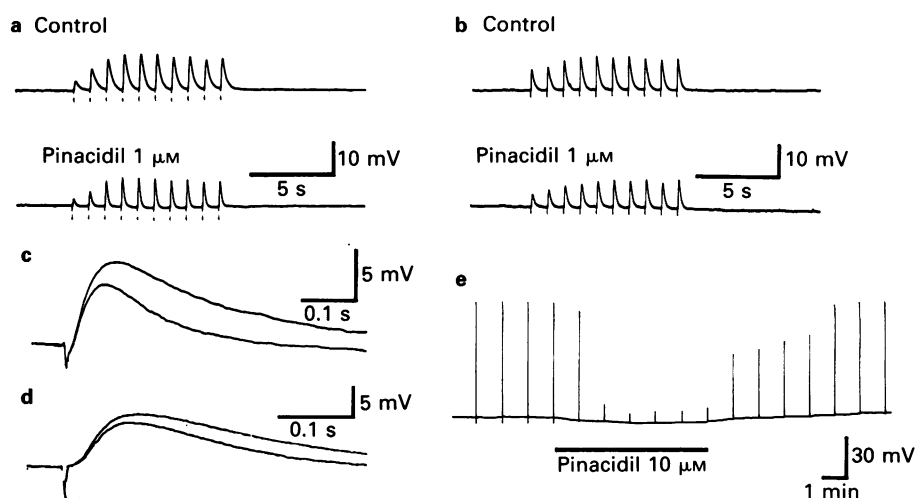 a Control
10 mV
Pinacidil 1 μM
5 s
b Control
10 mV
Pinacidil 1 μM
5 s
c
5 mV
0.1 s
d
5 mV
0.1 s
e
30 mV
Pinacidil 10 μM
1 min